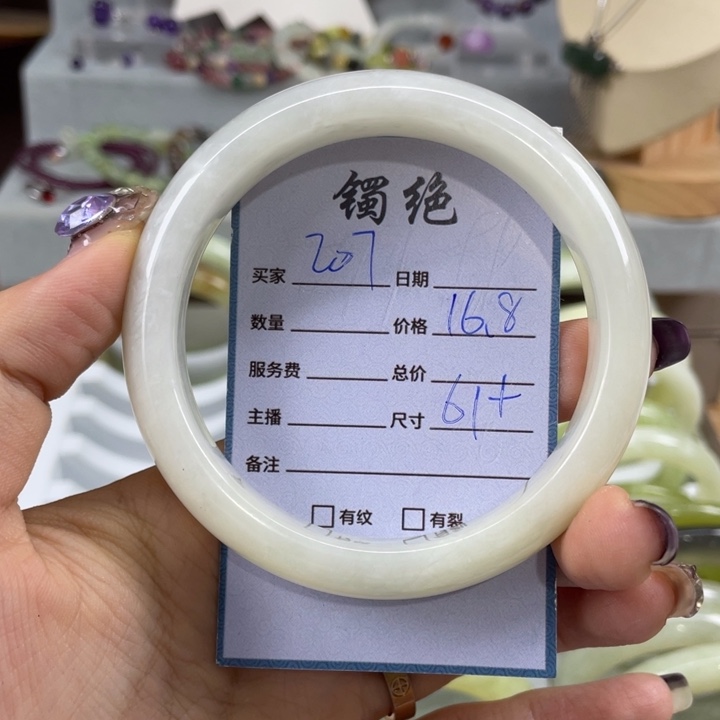 镯绝
买家 207 日期
数量 价格 16.8
服务费 总价
主播 尺寸 61+
备注
□有纹 □有裂